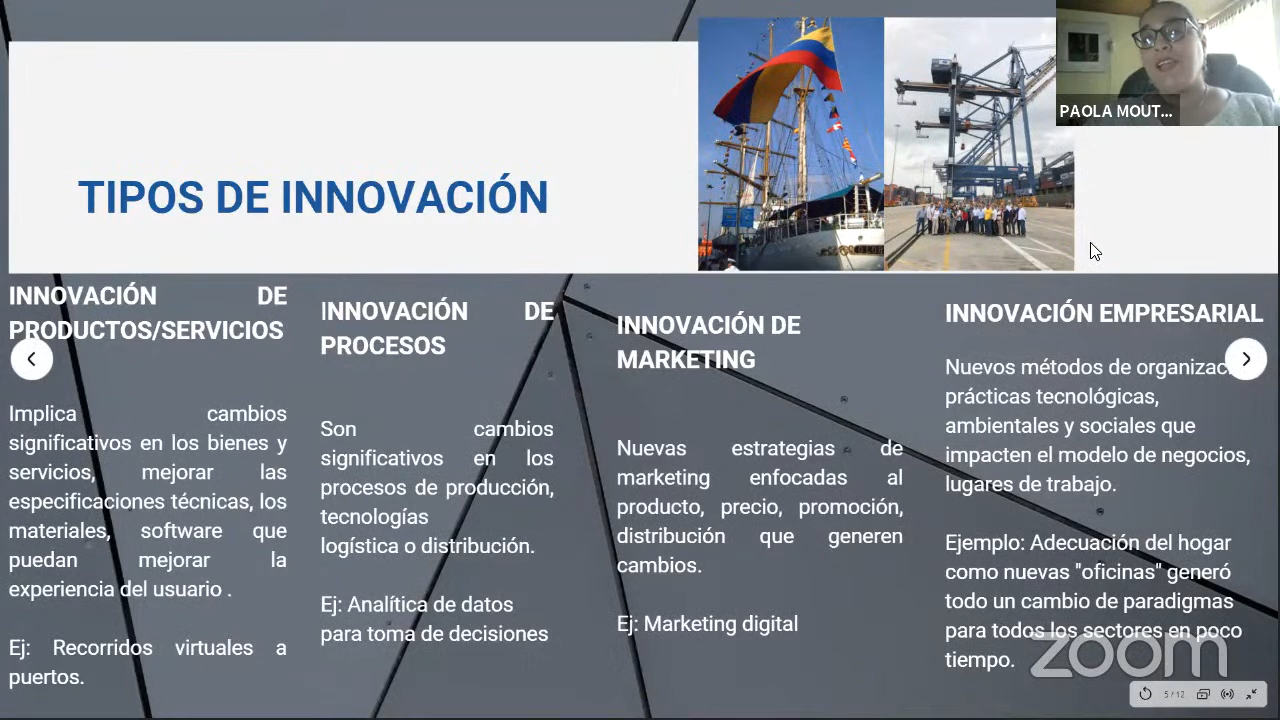 PAOLA MOUT...
TIPOS DE INNOVACIÓN
INNOVACIÓN DE
PRODUCTOS/SERVICIOS
Implica cambios
significativos en los bienes y
servicios, mejorar las
especificaciones técnicas, los
materiales, software que
puedan mejorar la
experiencia del usuario .
Ej: Recorridos virtuales a
puertos.
INNOVACIÓN DE
PROCESOS
Son cambios
significativos en los
procesos de producción,
tecnologías
logística o distribución.
Ej: Analítica de datos
para toma de decisiones
INNOVACIÓN DE
MARKETING
Nuevas estrategias de
marketing enfocadas al
producto, precio, promoción,
distribución que generen
cambios.
Ej: Marketing digital
INNOVACIÓN EMPRESARIAL
Nuevos métodos de organizac
prácticas tecnológicas,
ambientales y sociales que
impacten el modelo de negocios,
lugares de trabajo.
Ejemplo: Adecuación del hogar
como nuevas "oficinas" generó
todo un cambio de paradigmas
para todos los sectores en poco
tiempo.
zoom
5 / 12